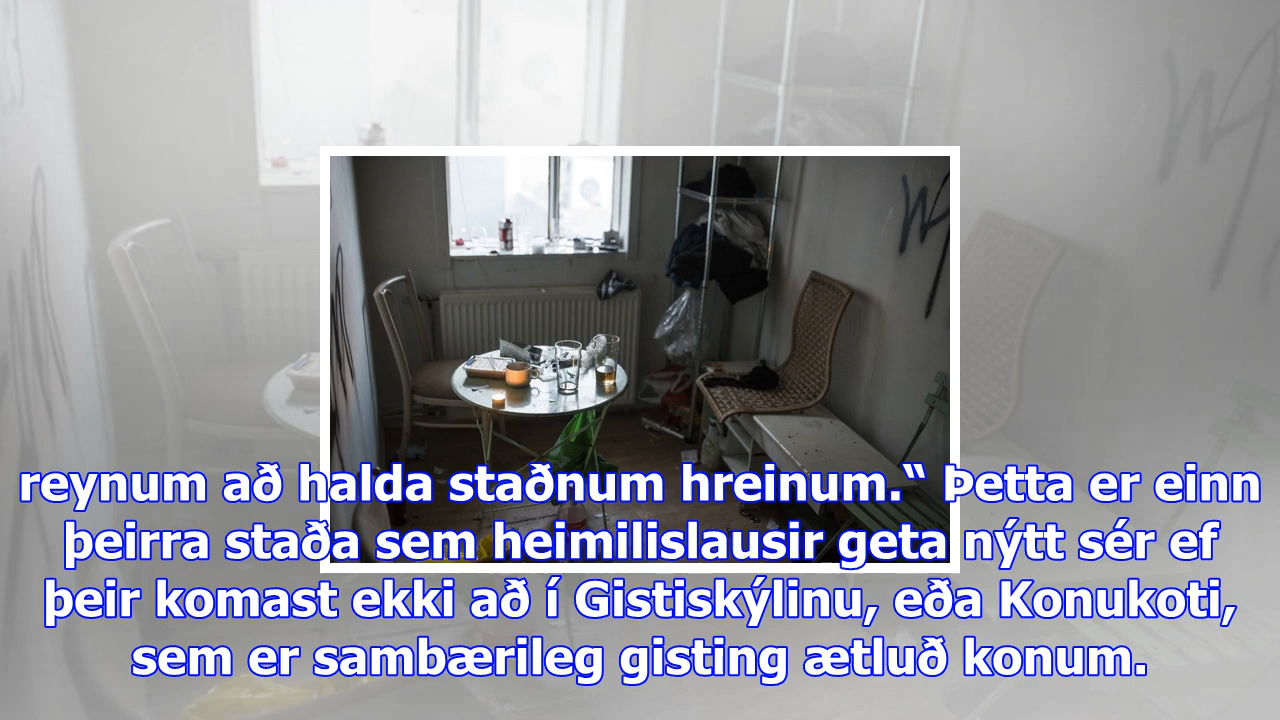 reynum að halda staðnum hreinum.“ Þetta er einn
þeirra staða sem heimilislausir geta nýtt sér ef
þeir komast ekki að í Gistiskýlinu, eða Konukoti,
sem er sambærileg gisting ætluð konum.